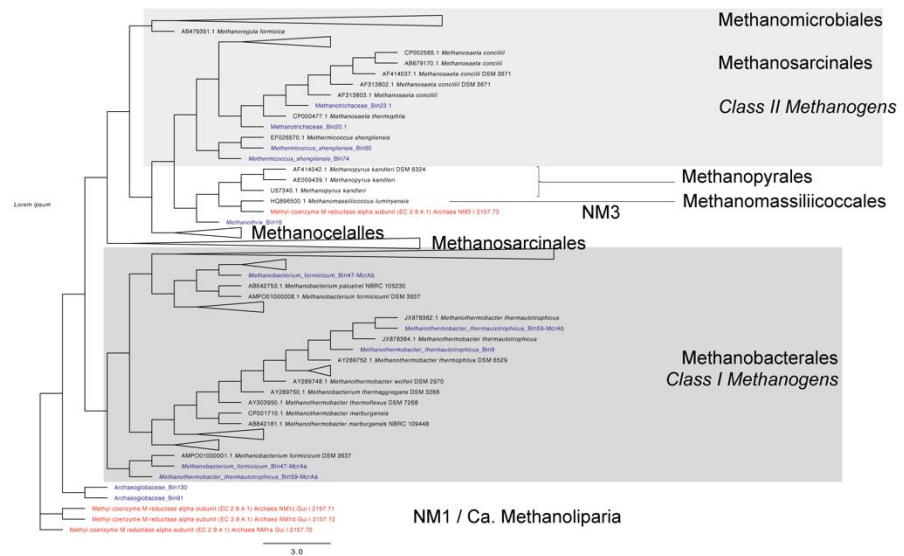 Methanomicrobiales
AB479391.1 Methanoregula formicica
CP002565.1 Methanosaeta concilii
AB679170.1 Methanosaeta concilii
Methanosarcinales
AF414037.1 Methanosaeta concilii DSM 3671
AF313802.1 Methanosaeta concilii DSM 3671
AF313803.1 Methanosaeta concilii
Methanotrichaceae_Bin23.1
Class II Methanogens
CP000477.1 Methanosaeta thermophila
Methanotrichaceae_Bin20.1
EF026570.1 Methermicoccus shengliensis
Methermicoccus_shengliensis_Bin50
Methermicoccus_shengliensis_Bin74
AF414042.1 Methanopyrus kandleri DSM 6324
AE009439.1 Methanopyrus kandleri
Methanopyrales
U57340.1 Methanopyrus kandleri
HQ896500.1 Methanomassiliicoccus luminyensis
Methanomassiliicoccales
Lorem ipsum
Methyl coenzyme M reductase alpha subunit (EC 2.8.4.1) Archaea NM3 I 2157.73
NM3
Methanothrix_Bin16
Methanocelalles
Methanosarcinales
Methanobacterium_formicicum_Bin47-McrAb
AB542753.1 Methanobacterium palustrel NBRC 105230
AMPO01000008.1 Methanobacterium formicicuml DSM 3637
JX878362.1 Methanothermobacter thermautotrophicus
Methanothermobacter_thermautotrophicus_Bin59-McrAb
JX878364.1 Methanothermobacter thermautotrophicus
Methanothermobacter_thermautotrophicus_Bin9
AY289752.1 Methanothermobacter thermophilus DSM 6529
Methanobacterales
Class I Methanogens
AY289748.1 Methanothermobacter wolfeii DSM 2970
AY289750.1 Methanobacterium thermaggregans DSM 3266
AY303950.1 Methanothermobacter thermoflexus DSM 7268
CP001710.1 Methanothermobacter marburgensis
AB842181.1 Methanothermobacter marburgensis NBRC 109448
AMPO01000001.1 Methanobacterium formicicum DSM 3637
Methanobacterium_formicicum_Bin47-McrAa
Methanothermobacter_thermautotrophicus_Bin59-McrAa
Archaeoglobaceae_Bin130
Archaeoglobaceae_Bin91
Methyl coenzyme M reductase alpha subunit (EC 2.8.4.1) Archaea NM1c Gui I 2157.71
Methyl coenzyme M reductase alpha subunit (EC 2.8.4.1) Archaea NM1d Gui I 2157.72
NM1 / Ca. Methanoliparia
Methyl coenzyme M reductase alpha subunit (EC 2.8.4.1) Archaea NM1a Gui I 2157.70
3.0